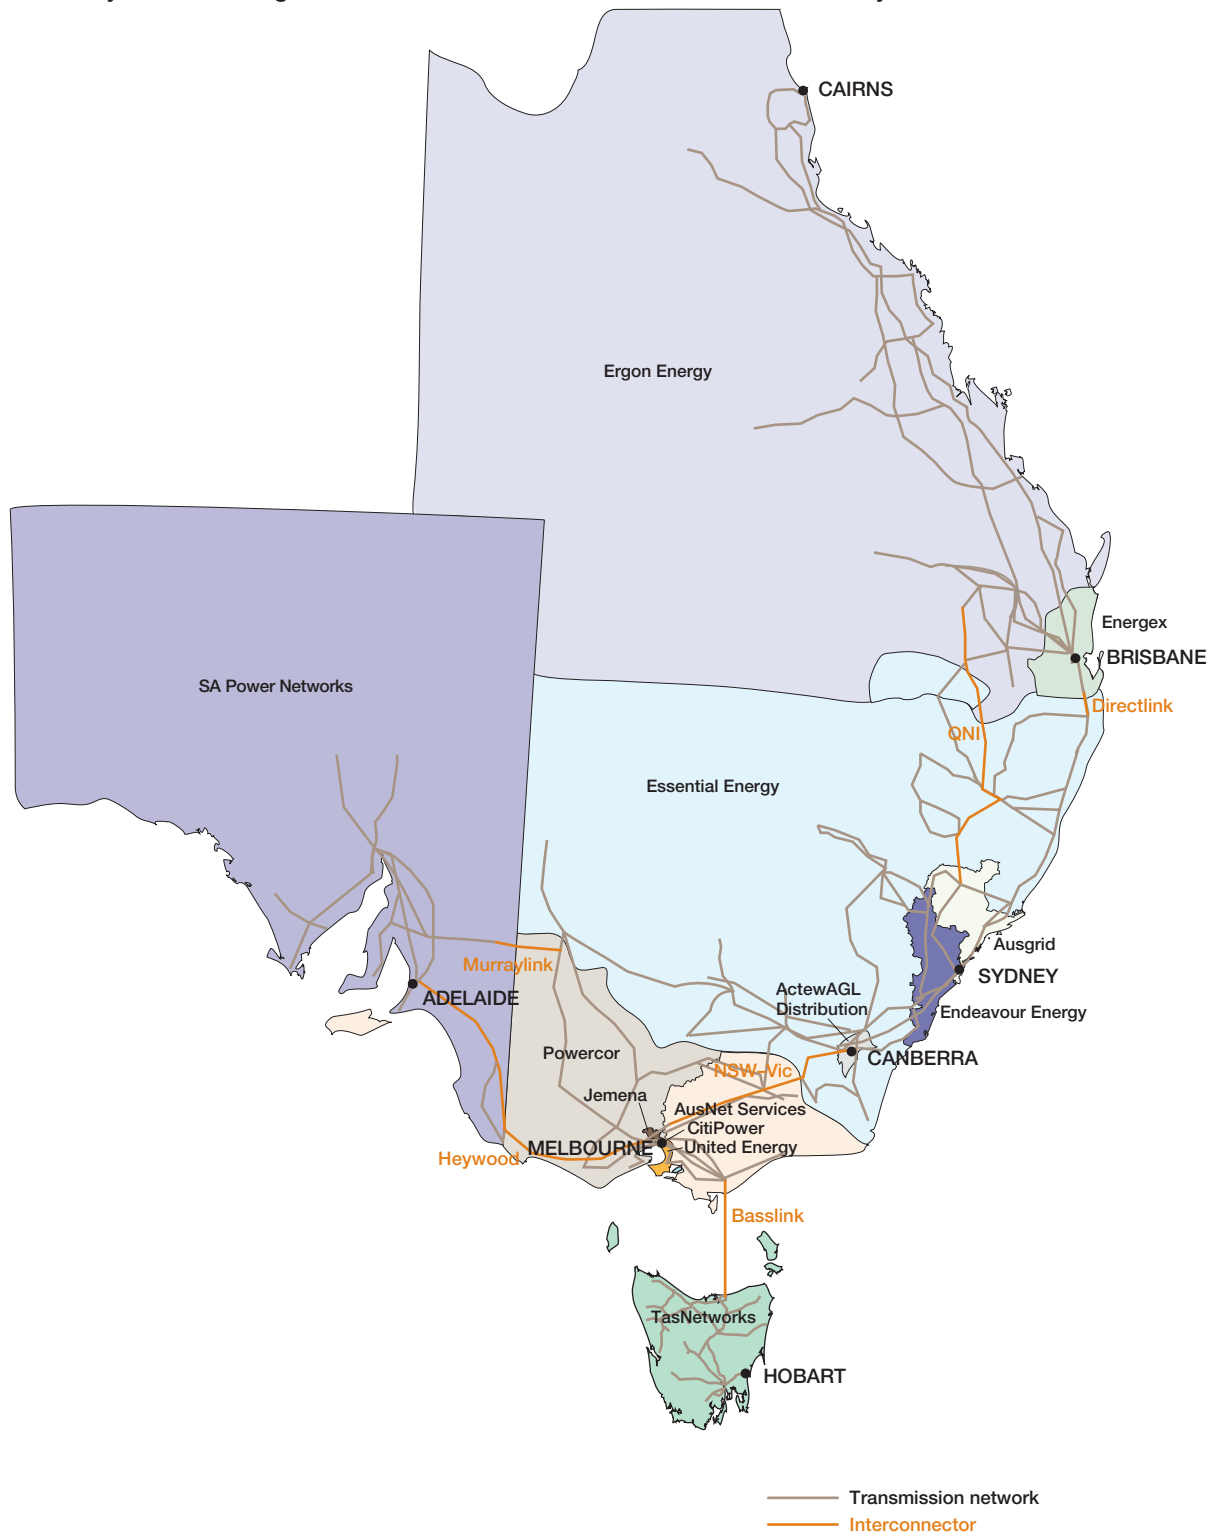 CAIRNS
Ergon Energy
Energex
BRISBANE
SA Power Networks
Directlink
QNI
Essential Energy
Ausgrid
Murraylink
SYDNEY
ActewAGL
Distribution
ADELAIDE
Endeavour Energy
Powercor
CANBERRA
NSW–Vic
Jemena
AusNet Services
CitiPower
MELBOURNE
United Energy
Heywood
Basslink
TasNetworks
HOBART
Transmission network
Interconnector